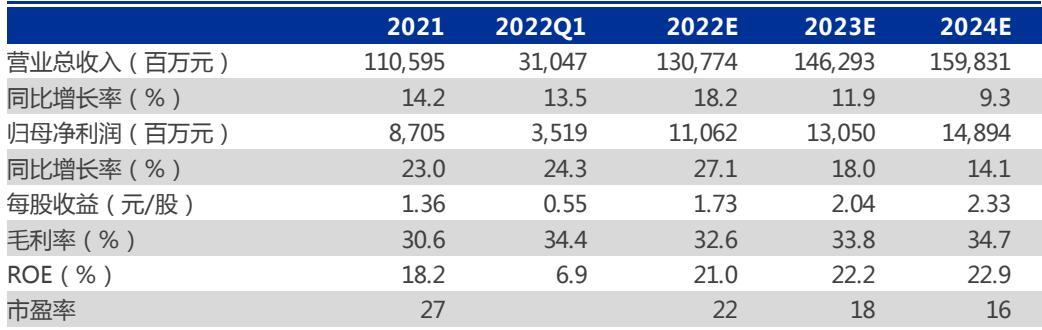 2021 2022Q1 2022E 2023E 2024E
营业总收入（百万元） 110,595 31,047 130,774 146,293 159,831
同比增长率（%） 14.2 13.5 18.2 11.9 9.3
归母净利润（百万元） 8,705 3,519 11,062 13,050 14,894
同比增长率（%） 23.0 24.3 27.1 18.0 14.1
每股收益（元/股） 1.36 0.55 1.73 2.04 2.33
毛利率（%） 30.6 34.4 32.6 33.8 34.7
ROE（%） 18.2 6.9 21.0 22.2 22.9
市盈率 27 22 18 16